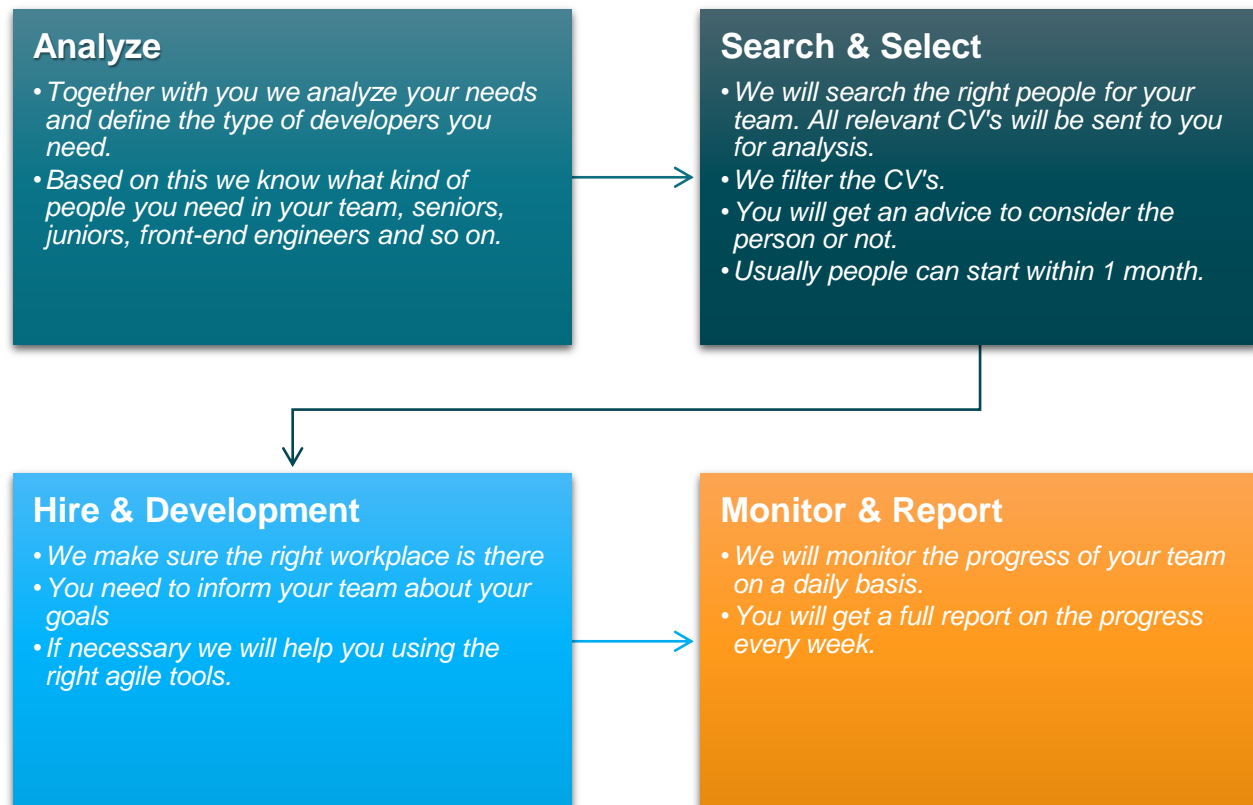 Analyze
• Together with you we analyze your needs
and define the type of developers you
need.
• Based on this we know what kind of
people you need in your team, seniors,
juniors, front-end engineers and so on.
Search & Select
• We will search the right people for your
team. All relevant CV's will be sent to you
for analysis.
• We filter the CV's.
• You will get an advice to consider the
person or not.
• Usually people can start within 1 month.
Hire & Development
• We make sure the right workplace is there
• You need to inform your team about your
goals
• If necessary we will help you using the
right agile tools.
Monitor & Report
• We will monitor the progress of your team
on a daily basis.
• You will get a full report on the progress
every week.